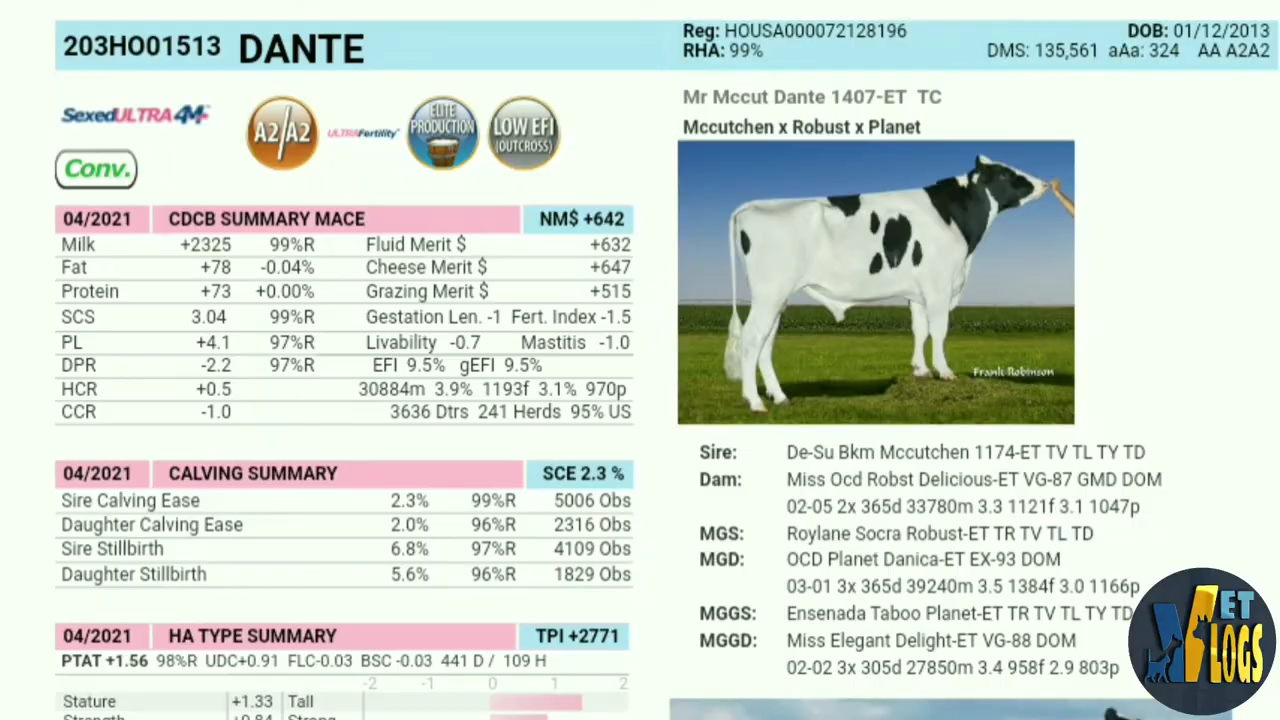 203HO01513 DANTE
Reg: HOUSA000072128196 DOB: 01/12/2013
RHA: 99% DMS: 135,561 aAa: 324 AA A2A2
SexedULTRA 4M
A2/A2
ULTRAFertility
ELITE PRODUCTION
LOW EFI (OUTCROSS)
Conv.
Mr Mccut Dante 1407-ET TC
Mccutchen x Robust x Planet
04/2021 CDCB SUMMARY MACE NM$ +642
Milk +2325 99%R Fluid Merit $ +632
Fat +78 -0.04% Cheese Merit $ +647
Protein +73 +0.00% Grazing Merit $ +515
SCS 3.04 99%R Gestation Len. -1 Fert. Index -1.5
PL +4.1 97%R Livability -0.7 Mastitis -1.0
DPR -2.2 97%R EFI 9.5% gEFI 9.5%
HCR +0.5 30884m 3.9% 1193f 3.1% 970p
CCR -1.0 3636 Dtrs 241 Herds 95% US
Frank Robinson
04/2021 CALVING SUMMARY SCE 2.3 %
Sire Calving Ease 2.3% 99%R 5006 Obs
Daughter Calving Ease 2.0% 96%R 2316 Obs
Sire Stillbirth 6.8% 97%R 4109 Obs
Daughter Stillbirth 5.6% 96%R 1829 Obs
04/2021 HA TYPE SUMMARY TPI +2771
PTAT +1.56 98%R UDC+0.91 FLC-0.03 BSC -0.03 441 D / 109 H
-2 -1 0 1 2
Stature +1.33 Tall
Strength +0.84 Strong
Sire: De-Su Bkm Mccutchen 1174-ET TV TL TY TD
Dam: Miss Ocd Robst Delicious-ET VG-87 GMD DOM
02-05 2x 365d 33780m 3.3 1121f 3.1 1047p
MGS: Roylane Socra Robust-ET TR TV TL TD
MGD: OCD Planet Danica-ET EX-93 DOM
03-01 3x 365d 39240m 3.5 1384f 3.0 1166p
MGGS: Ensenada Taboo Planet-ET TR TV TL TY TD
MGGD: Miss Elegant Delight-ET VG-88 DOM
02-02 3x 305d 27850m 3.4 958f 2.9 803p
VET
VLOGS